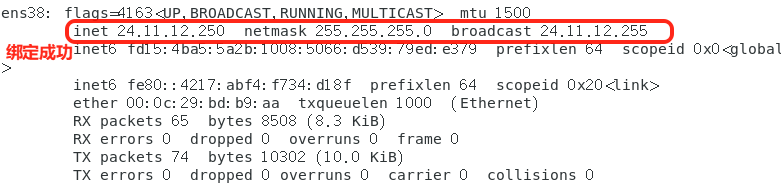 ens38: flags=4163<UP,BROADCAST,RUNNING,MULTICAST> mtu 1500
inet 24.11.12.250 netmask 255.255.255.0 broadcast 24.11.12.255
绑定成功
inet6 fd15:4ba5:5a2b:1008:5066:d539:79ed:e379 prefixlen 64 scopeid 0x0<global
>
inet6 fe80::4217:abf4:f734:d18f prefixlen 64 scopeid 0x20<link>
ether 00:0c:29:bd:b9:aa txqueuelen 1000 (Ethernet)
RX packets 65 bytes 8508 (8.3 KiB)
RX errors 0 dropped 0 overruns 0 frame 0
TX packets 74 bytes 10302 (10.0 KiB)
TX errors 0 dropped 0 overruns 0 carrier 0 collisions 0